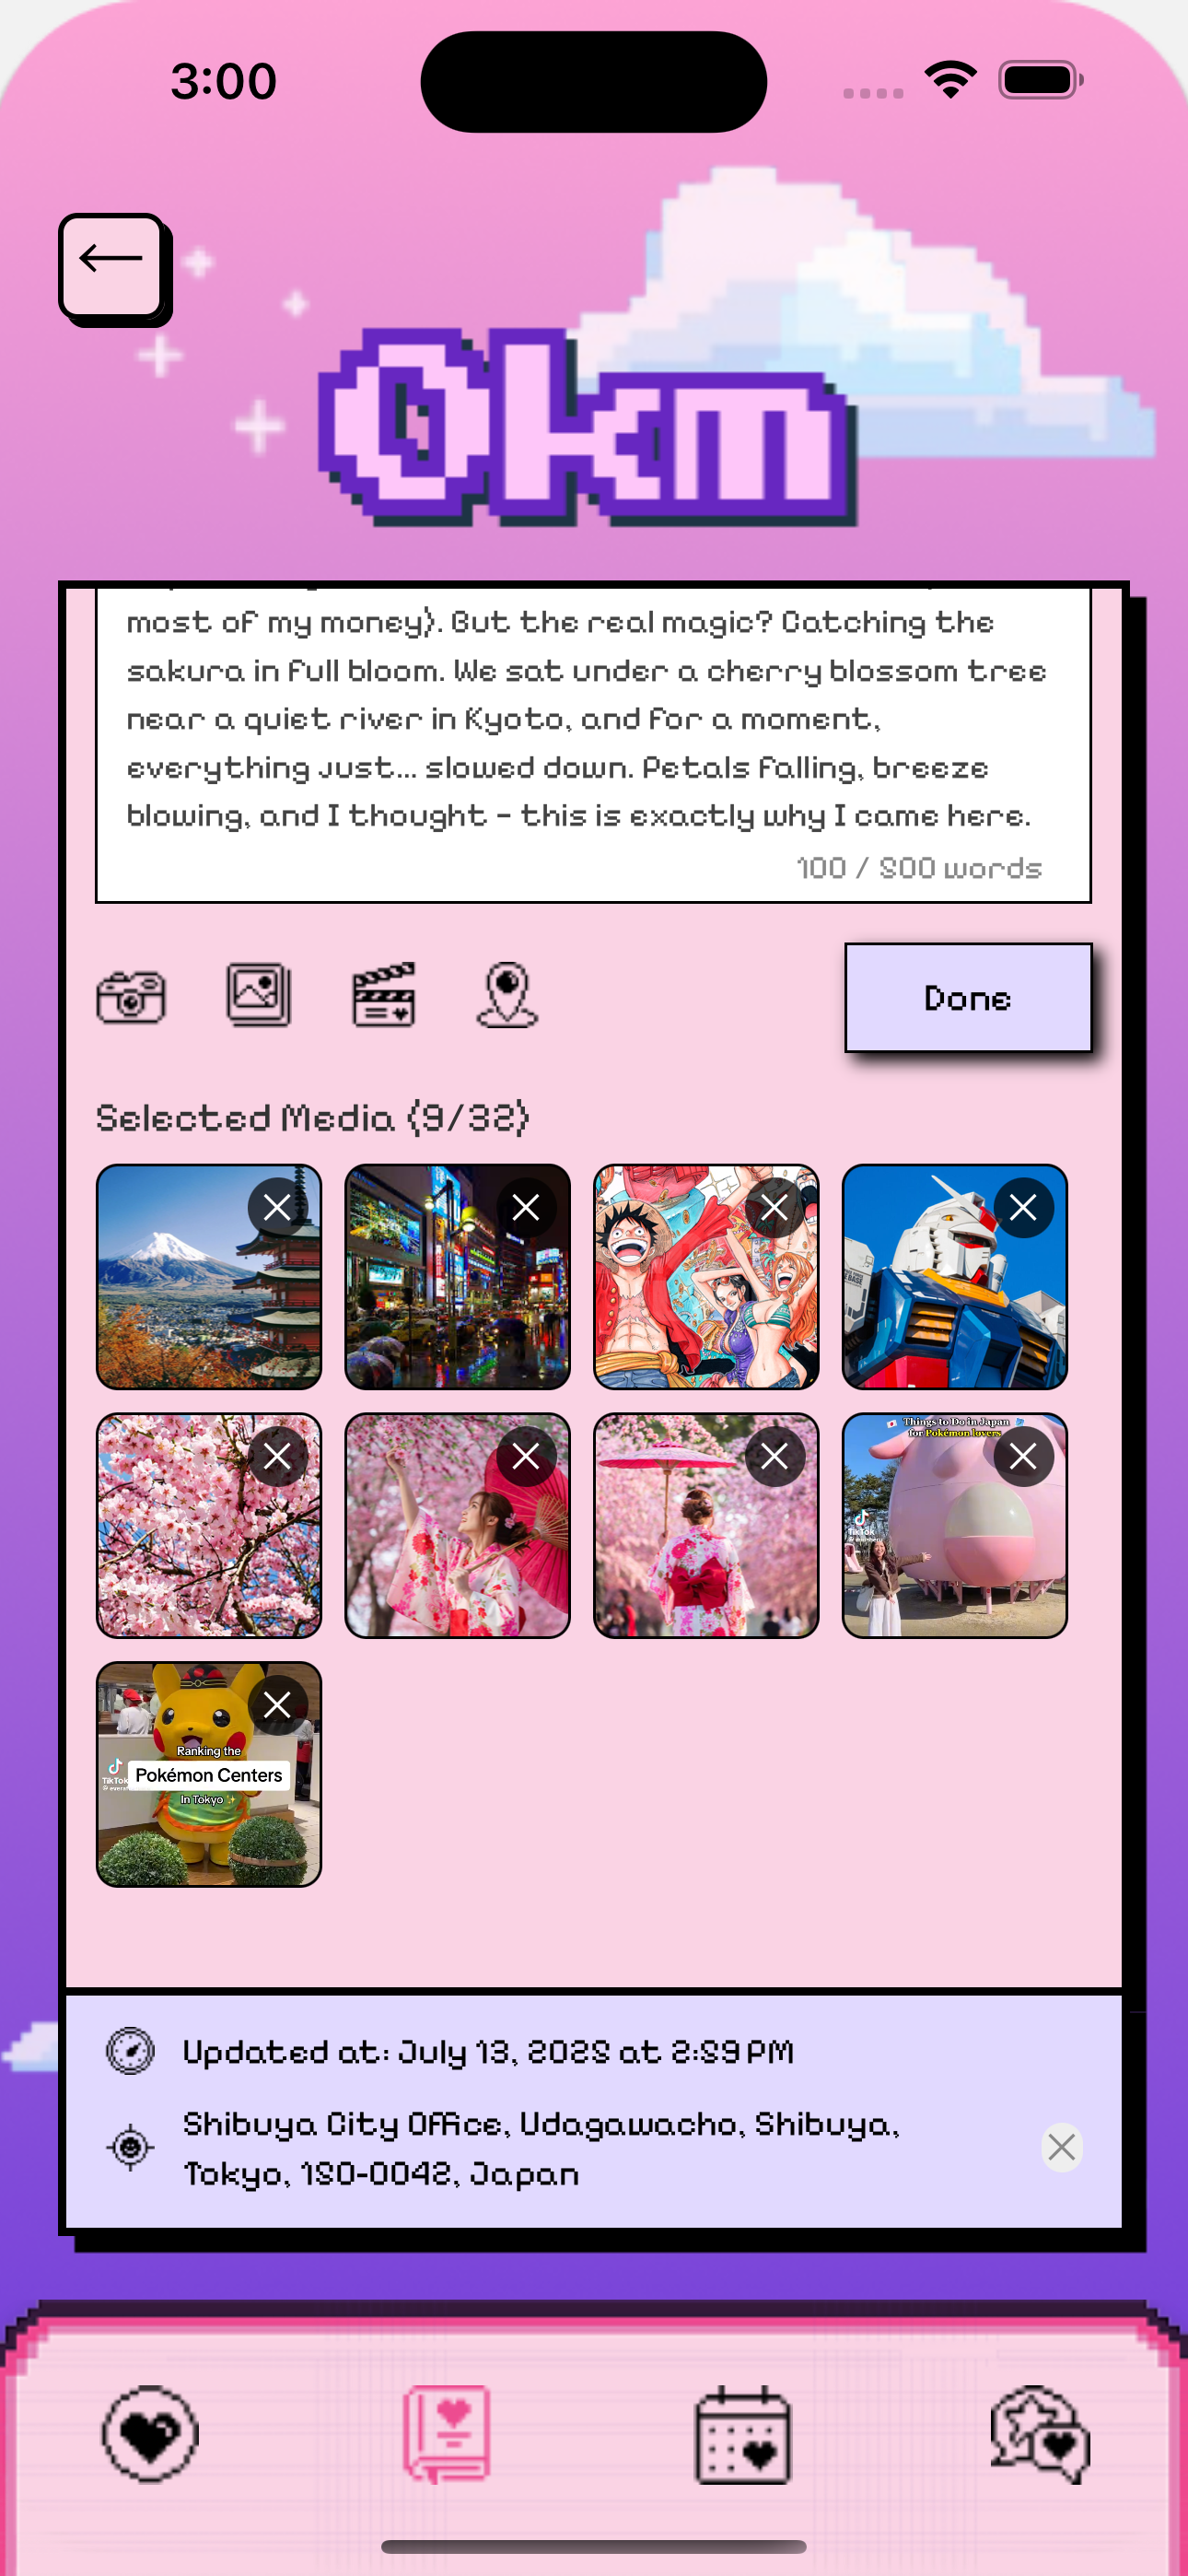 3:00
0km
most of my money). But the real magic? Catching the
sakura in full bloom. We sat under a cherry blossom tree
near a quiet river in Kyoto, and for a moment,
everything just... slowed down. Petals falling, breeze
blowing, and I thought - this is exactly why I came here.
100 / 500 words
Done
Selected Media (9/32)
Things to Do in Japan
for Pokémon lovers
TikTok
Ranking the
TikTok
Pokémon Centers
In Tokyo
Updated at: July 13, 2025 at 2:59 PM
Shibuya City Office, Udagawacho, Shibuya,
Tokyo, 150-0042, Japan